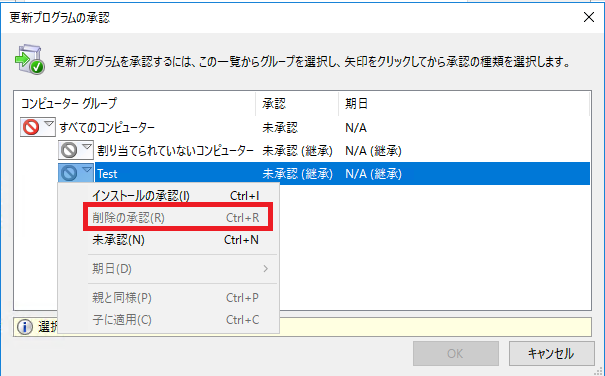 更新プログラムの承認
更新プログラムを承認するには、この一覧からグループを選択し、矢印をクリックしてから承認の種類を選択します。
コンピューター グループ 承認 期日
すべてのコンピューター 未承認 N/A
割り当てられていないコンピューター 未承認 (継承) N/A (継承)
Test 未承認 (継承) N/A (継承)
インストールの承認(I) Ctrl+I
削除の承認(R) Ctrl+R
未承認(N) Ctrl+N
期日(D)
親と同様(P) Ctrl+P
子に適用(C) Ctrl+C
選択
OK キャンセル